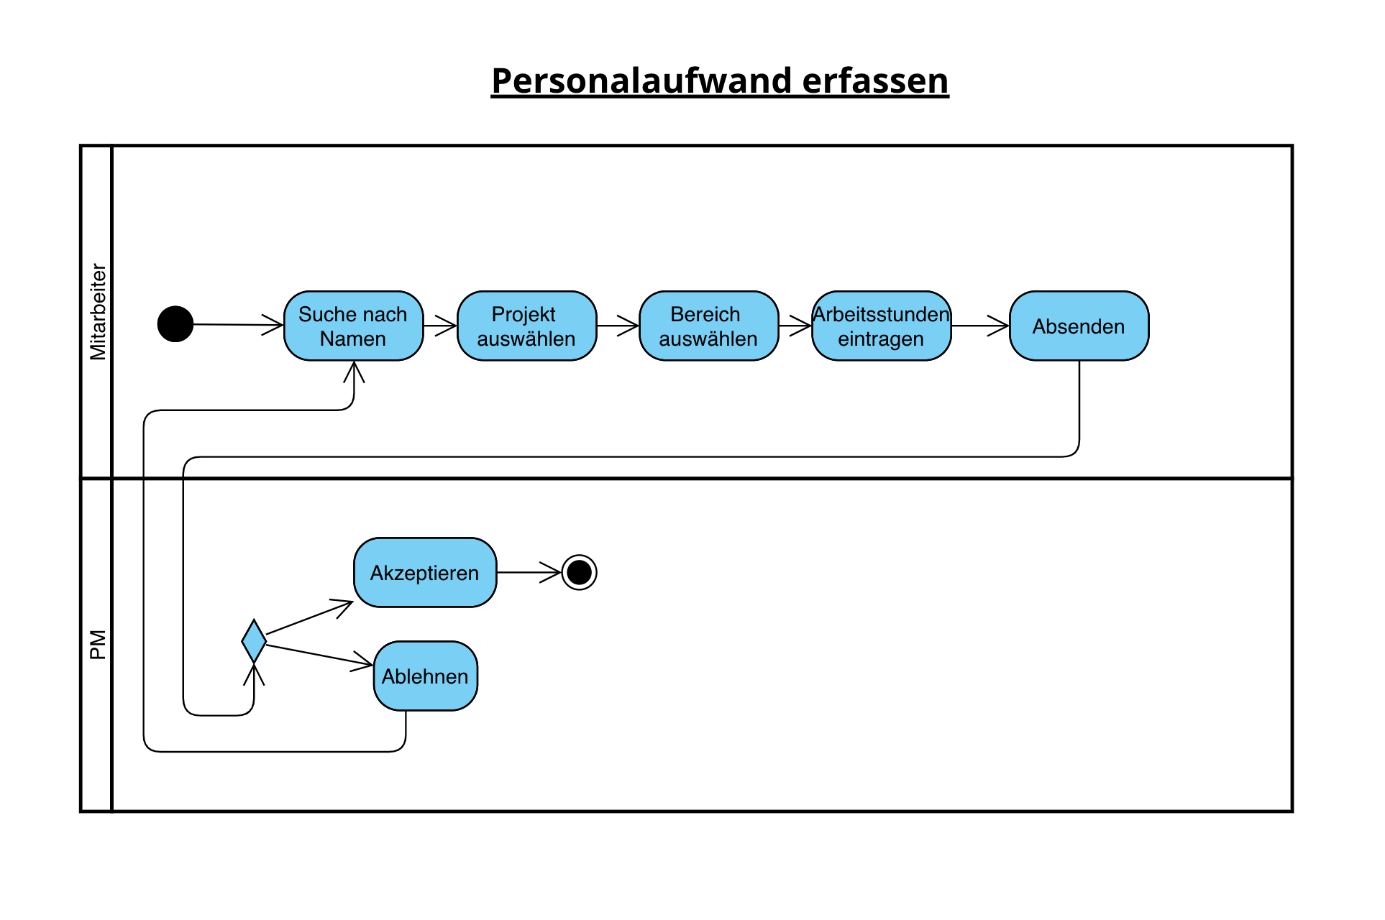 Personalaufwand erfassen
Mitarbeiter
Suche nach
Namen
Projekt
auswählen
Bereich
auswählen
Arbeitsstunden
eintragen
Absenden
PM
Akzeptieren
Ablehnen